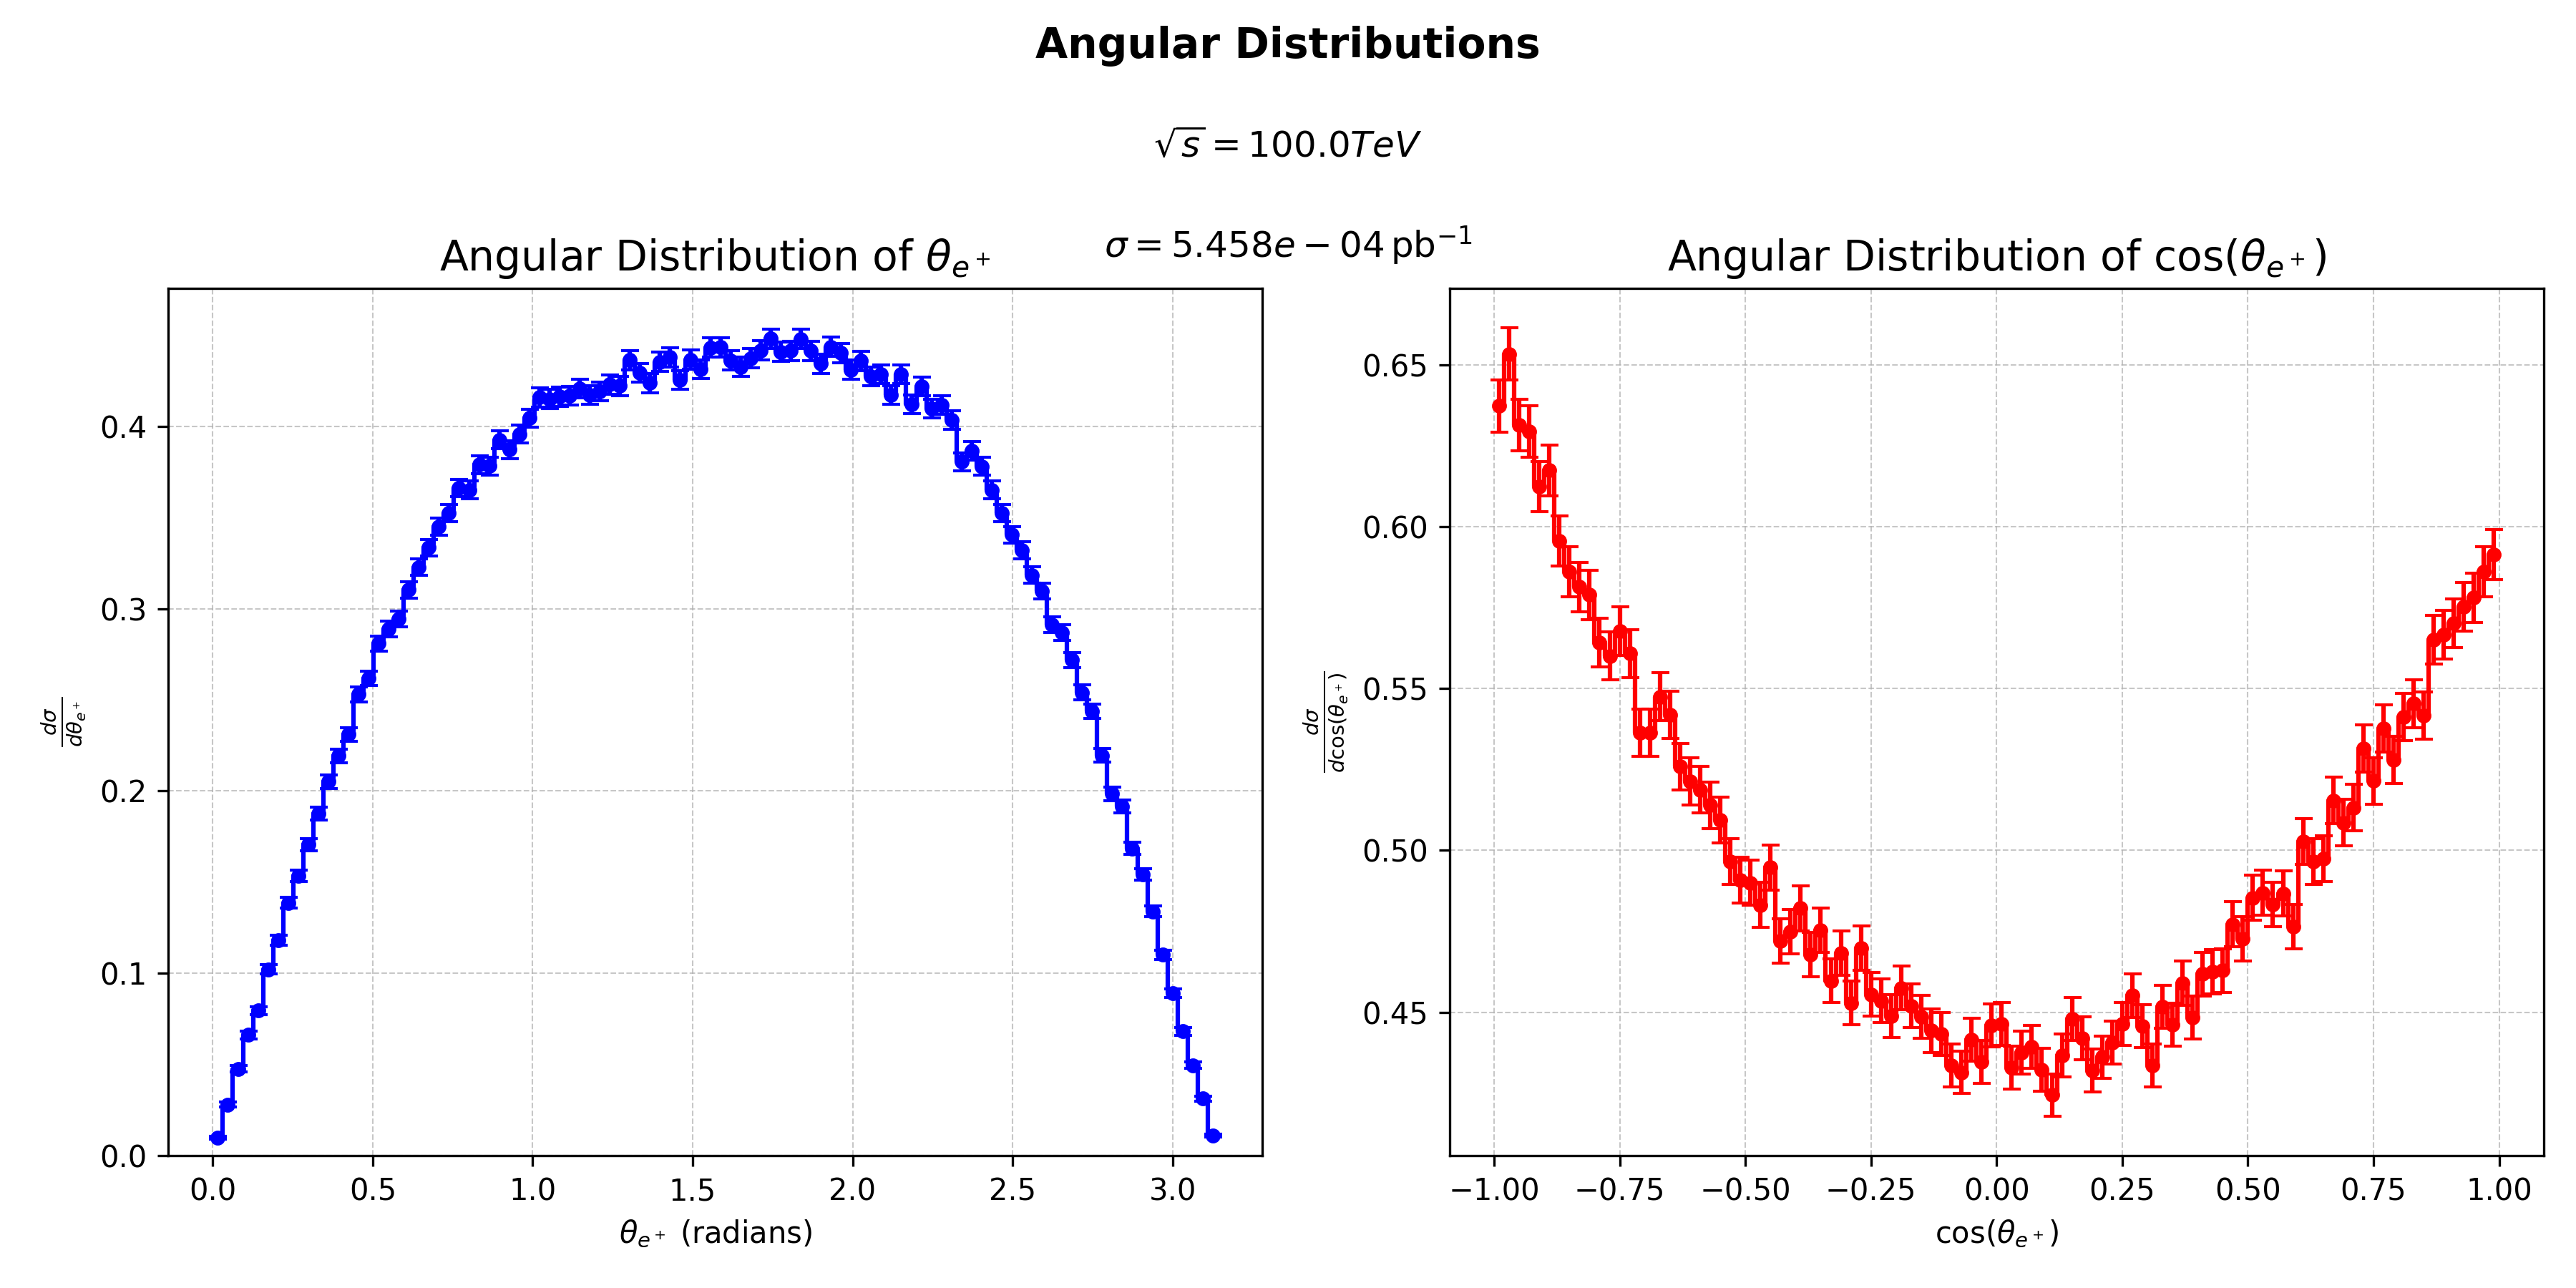 Angular Distributions
√s = 100.0TeV
σ = 5.458e − 04 pb⁻¹
Angular Distribution of θₑ⁺
dσ/dθₑ⁺
0.4
0.3
0.2
0.1
0.0
0.0 0.5 1.0 1.5 2.0 2.5 3.0
θₑ⁺ (radians)
Angular Distribution of cos(θₑ⁺)
dσ/dcos(θₑ⁺)
0.65
0.60
0.55
0.50
0.45
−1.00 −0.75 −0.50 −0.25 0.00 0.25 0.50 0.75 1.00
cos(θₑ⁺)